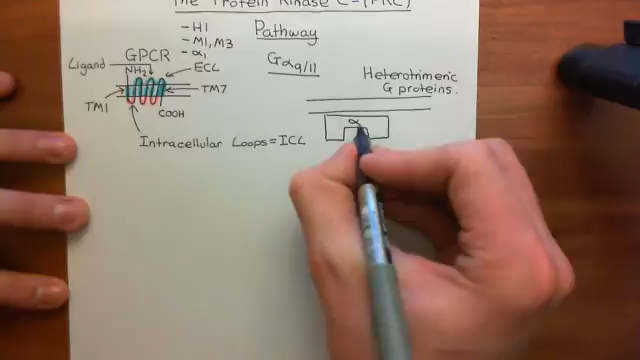 The Protein Kinase C (PKC)
Pathway
- H1
- M1, M3
- α1
GPCR
Ligand
NH2
ECL
TM1
TM7
COOH
Intracellular Loops = ICL
Gαq/11
Heterotrimeric
G proteins.
α